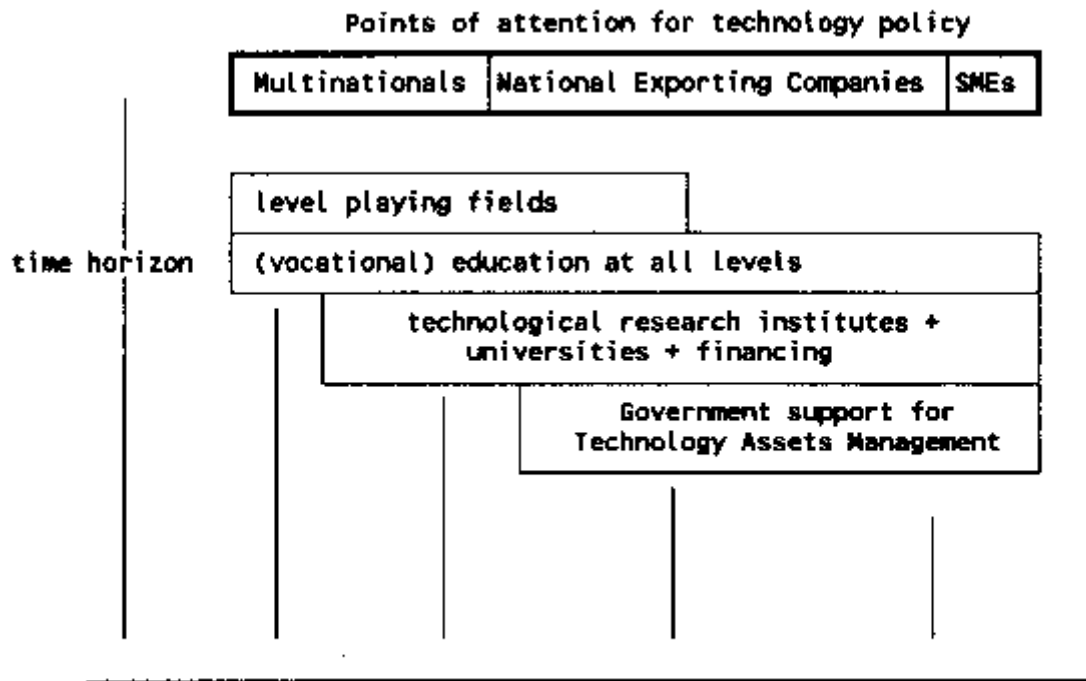 Points of attention for technology policy
Multinationals National Exporting Companies SMEs
level playing fields
time horizon
(vocational) education at all levels
technological research institutes +
universities + financing
Government support for
Technology Assets Management